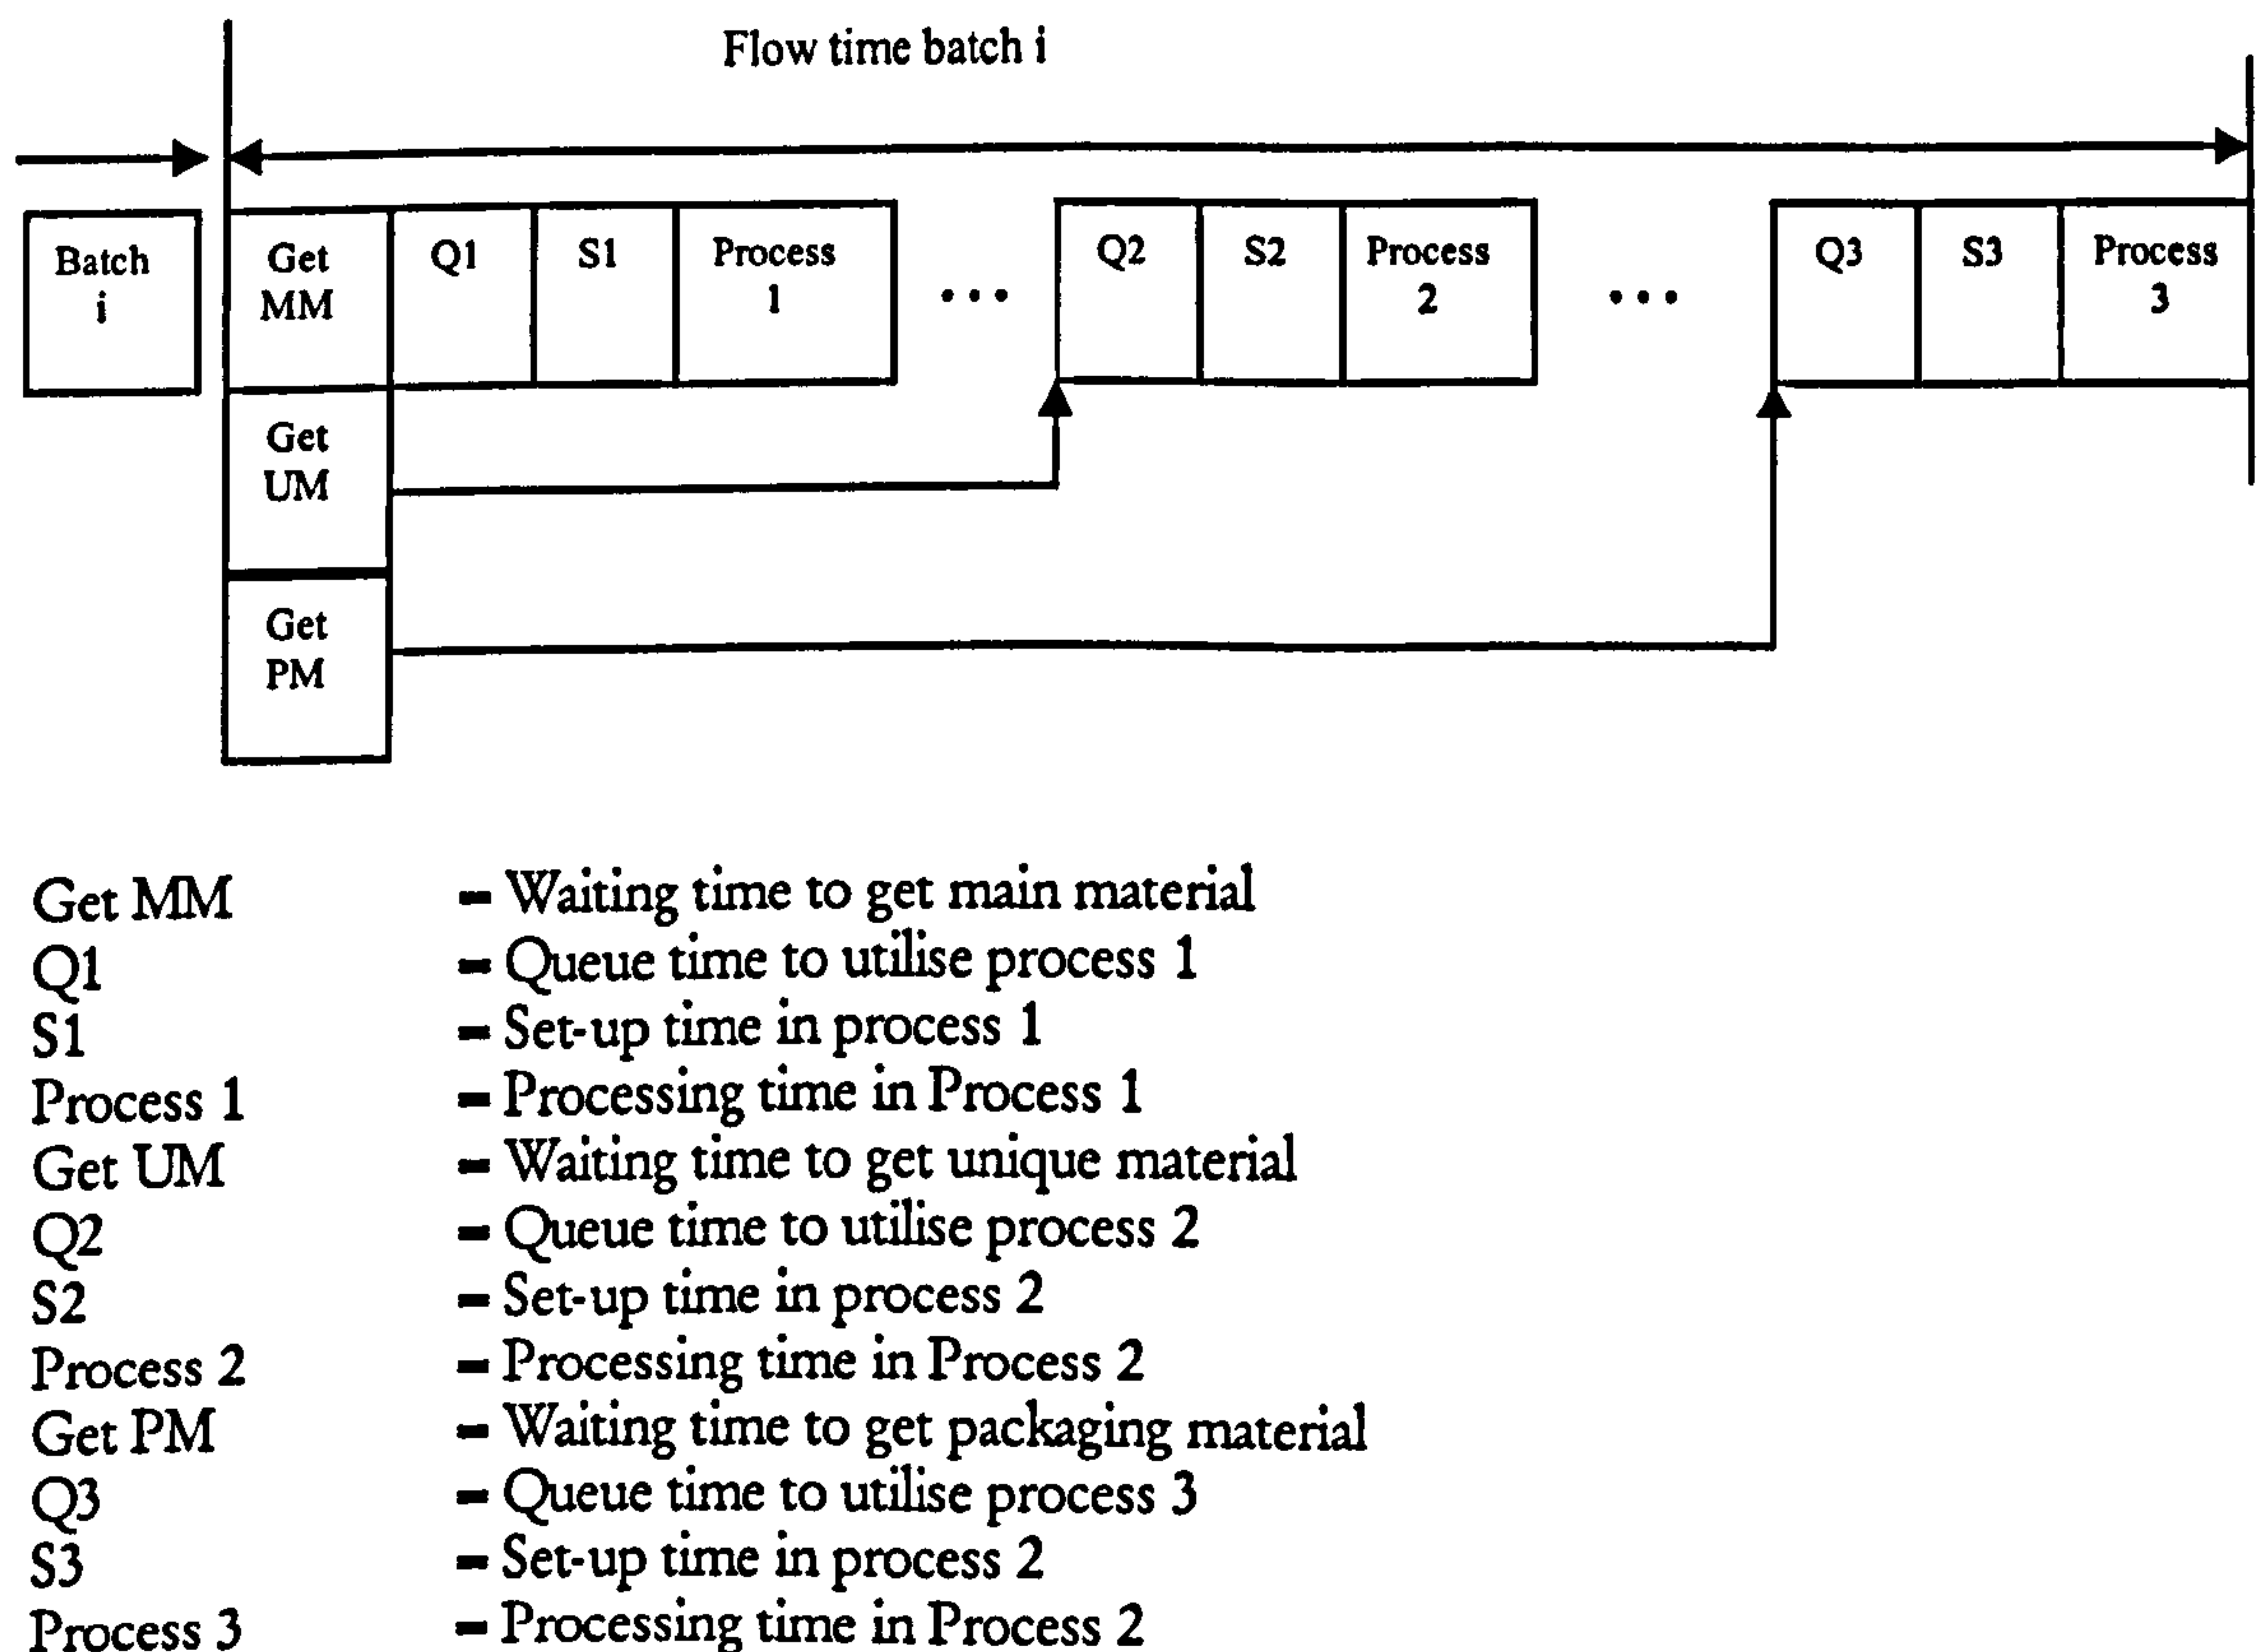 Flow time batch i
Batch
i
Get
MM
Q1
S1
Process
1
...
Q2
S2
Process
2
...
Q3
S3
Process
3
Get
UM
Get
PM
Get MM - Waiting time to get main material
Q1 - Queue time to utilise process 1
S1 - Set-up time in process 1
Process 1 - Processing time in Process 1
Get UM - Waiting time to get unique material
Q2 - Queue time to utilise process 2
S2 - Set-up time in process 2
Process 2 - Processing time in Process 2
Get PM - Waiting time to get packaging material
Q3 - Queue time to utilise process 3
S3 - Set-up time in process 2
Process 3 - Processing time in Process 2